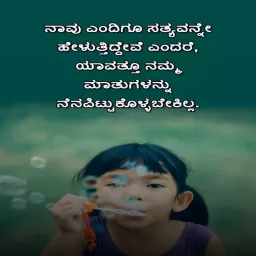 ನಾವು ಎಂದಿಗೂ ಸತ್ಯವನ್ನೇ
ಹೇಳುತ್ತಿದ್ದೇವೆ ಎಂದರೆ,
ಯಾವತ್ತೂ ನಮ್ಮ
ಮಾತುಗಳನ್ನು
ನೆನಪಿಟ್ಟುಕೊಳ್ಳಬೇಕಿಲ್ಲ.